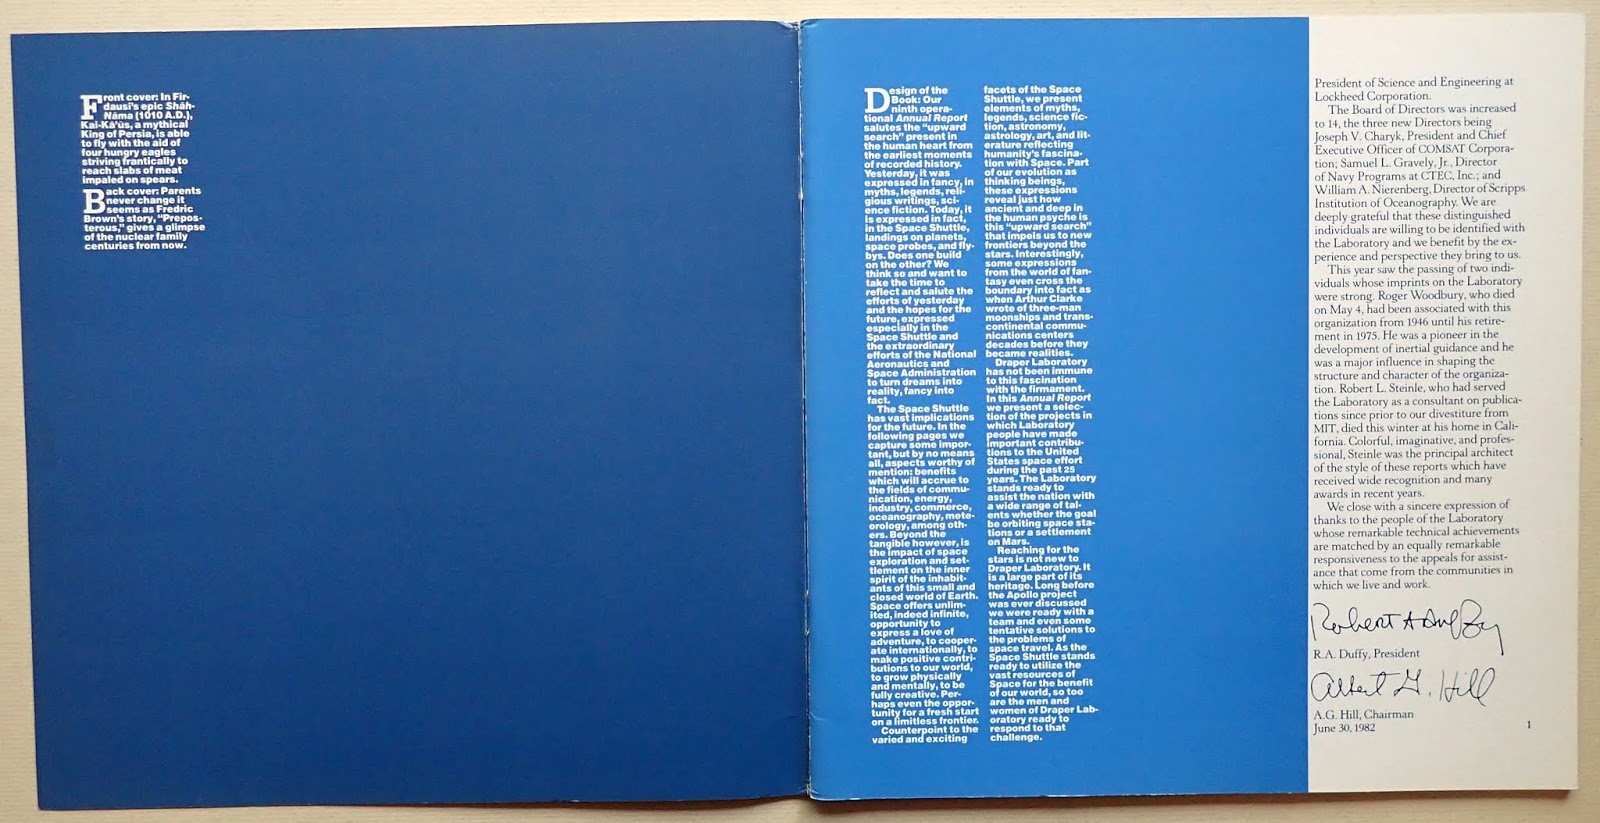 Front cover: In Fir-
dausī's epic Shāh-
Nāma (1010 A.D.),
Kai-Kā'ūs, a mythical
King of Persia, is able
to fly with the aid of
four hungry eagles
striving frantically to
reach slabs of meat
impaled on spears.
Back cover: Parents
never change it
seems as Fredric
Brown's story, "Prepos-
terous," gives a glimpse
of the nuclear family
centuries from now.
Design of the
Book: Our
ninth opera-
tional Annual Report
salutes the "upward
search" present in
the human heart from
the earliest moments
of recorded history.
Yesterday, it was
expressed in fancy, in
myths, legends, reli-
gious writings, sci-
ence fiction. Today, it
is expressed in fact,
in the Space Shuttle,
landings on planets,
space probes, and fly-
bys. Does one build
on the other? We
think so and want to
take the time to
reflect and salute the
efforts of yesterday
and the hopes for the
future, expressed
especially in the
Space Shuttle and
the extraordinary
efforts of the National
Aeronautics and
Space Administration
to turn dreams into
reality, fancy into
fact.
The Space Shuttle
has vast implications
for the future. In the
following pages we
capture some impor-
tant, but by no means
all, aspects worthy of
mention: benefits
which will accrue to
the fields of commu-
nication, energy,
industry, commerce,
oceanography, mete-
orology, among oth-
ers. Beyond the
tangible however, is
the impact of space
exploration and set-
tlement on the inner
spirit of the inhabit-
ants of this small and
closed world of Earth.
Space offers unlim-
ited, indeed infinite,
opportunity to
express a love of
adventure, to cooper-
ate internationally, to
make positive contri-
butions to our world,
to grow physically
and mentally, to be
fully creative. Per-
haps even the oppor-
tunity for a fresh start
on a limitless frontier.
Counterpoint to the
varied and exciting
facets of the Space
Shuttle, we present
elements of myths,
legends, science fic-
tion, astronomy,
astrology, art, and lit-
erature reflecting
humanity's fascina-
tion with Space. Part
of our evolution as
thinking beings,
these expressions
reveal just how
ancient and deep in
the human psyche is
this "upward search"
that impels us to new
frontiers beyond the
stars. Interestingly,
some expressions
from the world of fan-
tasy even cross the
boundary into fact as
when Arthur Clarke
wrote of three-man
moonships and trans-
continental commu-
nications centers
decades before they
became realities.
Draper Laboratory
has not been immune
to this fascination
with the firmament.
In this Annual Report
we present a selec-
tion of the projects in
which Laboratory
people have made
important contribu-
tions to the United
States space effort
during the past 25
years. The Laboratory
stands ready to
assist the nation with
a wide range of tal-
ents whether the goal
be orbiting space sta-
tions or a settlement
on Mars.
Reaching for the
stars is not new to
Draper Laboratory. It
is a large part of its
heritage. Long before
the Apollo project
was ever discussed
we were ready with a
team and even some
tentative solutions to
the problems of
space travel. As the
Space Shuttle stands
ready to utilize the
vast resources of
Space for the benefit
of our world, so too
are the men and
women of Draper Lab-
oratory ready to
respond to that
challenge.
President of Science and Engineering at
Lockheed Corporation.
The Board of Directors was increased
to 14, the three new Directors being
Joseph V. Charyk, President and Chief
Executive Officer of COMSAT Corpora-
tion; Samuel L. Gravely, Jr., Director
of Navy Programs at CTEC, Inc.; and
William A. Nierenberg, Director of Scripps
Institution of Oceanography. We are
deeply grateful that these distinguished
individuals are willing to be identified with
the Laboratory and we benefit by the ex-
perience and perspective they bring to us.
This year saw the passing of two indi-
viduals whose imprints on the Laboratory
were strong. Roger Woodbury, who died
on May 4, had been associated with this
organization from 1946 until his retire-
ment in 1975. He was a pioneer in the
development of inertial guidance and he
was a major influence in shaping the
structure and character of the organiza-
tion. Robert L. Steinle, who had served
the Laboratory as a consultant on publica-
tions since prior to our divestiture from
MIT, died this winter at his home in Cali-
fornia. Colorful, imaginative, and profes-
sional, Steinle was the principal architect
of the style of these reports which have
received wide recognition and many
awards in recent years.
We close with a sincere expression of
thanks to the people of the Laboratory
whose remarkable technical achievements
are matched by an equally remarkable
responsiveness to the appeals for assist-
ance that come from the communities in
which we live and work.
Robert A Duffy
R.A. Duffy, President
Albert G. Hill
A.G. Hill, Chairman
June 30, 1982
1